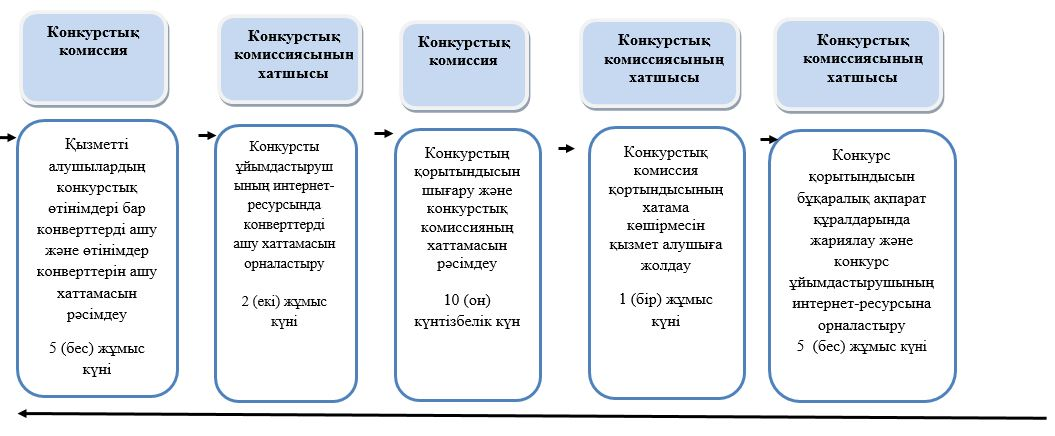 Конкурстық
комиссия
Конкурстық
комиссиясының
хатшысы
Конкурстық
комиссия
Конкурстық
комиссиясының
хатшысы
Конкурстық
комиссиясының
хатшысы
Қызметті
алушылардың
конкурстық
өтінімдері бар
конверттерді ашу
және өтінімдер
конверттерін ашу
хаттамасын
рәсімдеу
5 (бес) жұмыс
күні
Конкурсты
ұйымдастыруш
ының интернет-
ресурсында
конверттерді
ашу хаттамасын
орналастыру
2 (екі) жұмыс
күні
Конкурстың
қорытындысын
шығару және
конкурстық
комиссияның
хаттамасын
рәсімдеу
10 (он)
күнтізбелік күн
Конкурстық
комиссия
қортындысының
хатама
көшірмесін
қызмет алушыға
жолдау
1 (бір) жұмыс
күні
Конкурс
қорытындысын
бұқаралық ақпарат
құралдарында
жариялау және
конкурс
ұйымдастырушының
интернет-ресурсына
орналастыру
5 (бес) жұмыс күні